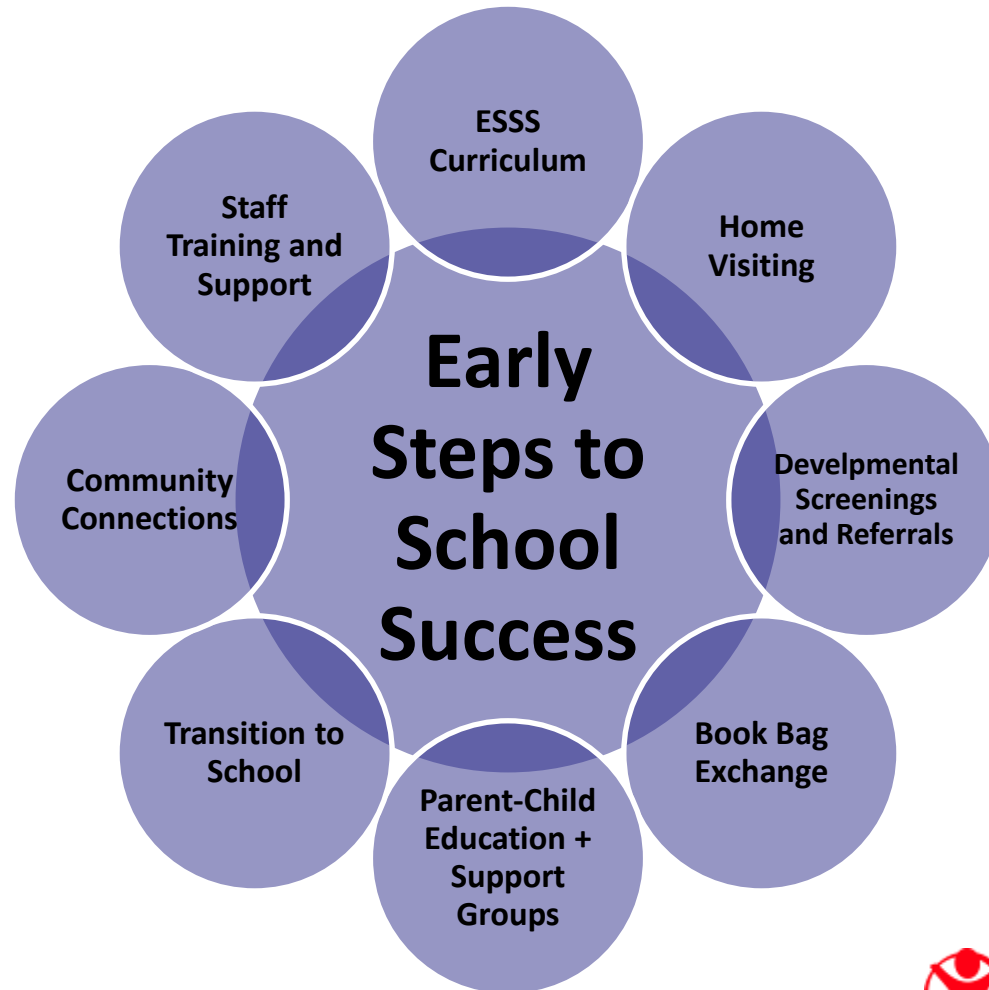 ESSS
Curriculum
Staff
Training and
Support
Home
Visiting
Early
Steps to
School
Success
Community
Connections
Develpmental
Screenings
and Referrals
Transition to
School
Book Bag
Exchange
Parent-Child
Education +
Support
Groups